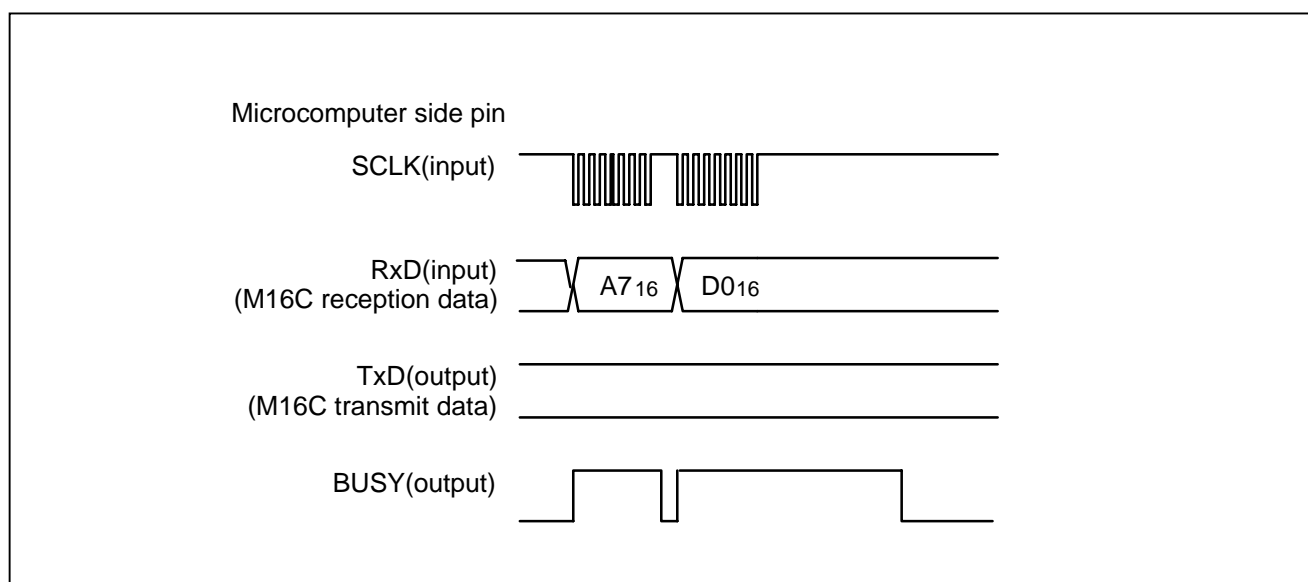 Microcomputer side pin
SCLK(input)
RxD(input)
(M16C reception data)
A716 D016
TxD(output)
(M16C transmit data)
BUSY(output)